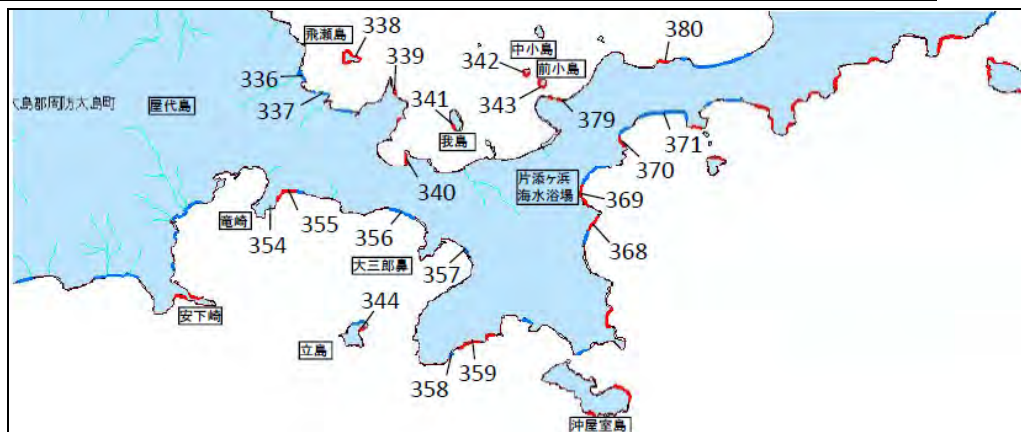 飛瀬島
338
中小島
380
336
339
342
前小島
337
341
343
379
大島郡周防大島町
屋代島
我島
371
370
340
片添ヶ浜
海水浴場
369
竜崎
354
355
356
368
大三郎鼻
357
344
安下崎
立島
358
359
沖家室島